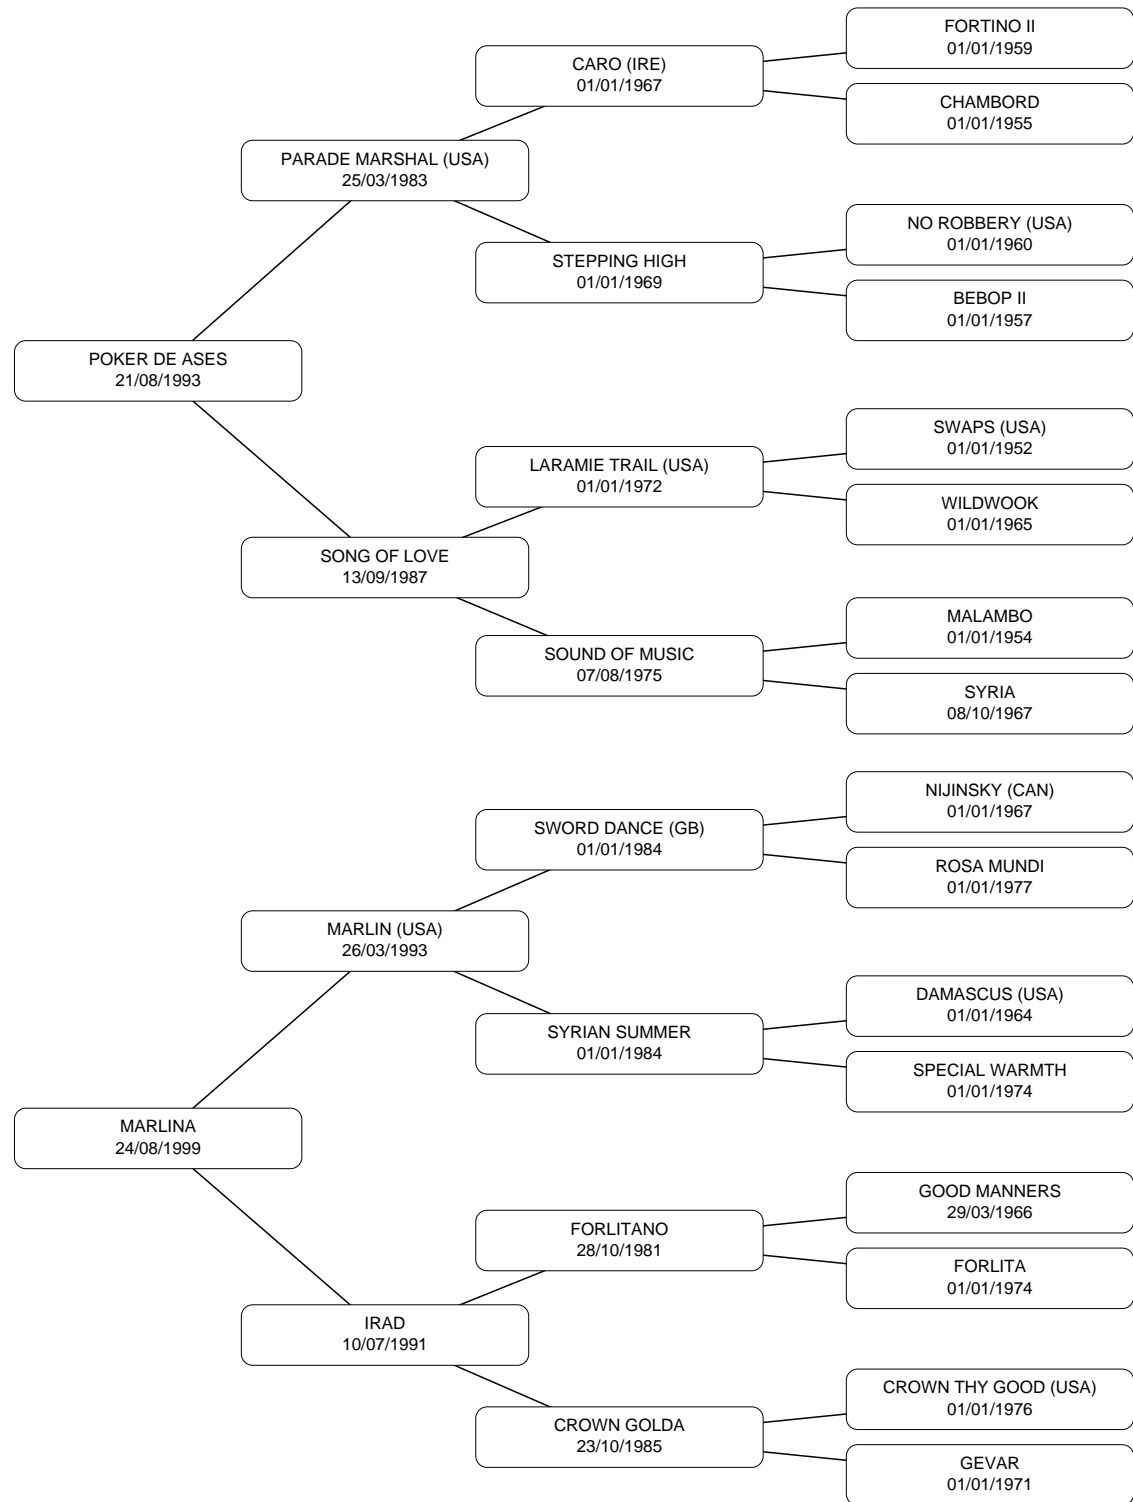 FORTINO II
01/01/1959
CARO (IRE)
01/01/1967
CHAMBORD
01/01/1955
PARADE MARSHAL (USA)
25/03/1983
NO ROBBERY (USA)
01/01/1960
STEPPING HIGH
01/01/1969
BEBOP II
01/01/1957
POKER DE ASES
21/08/1993
SWAPS (USA)
01/01/1952
LARAMIE TRAIL (USA)
01/01/1972
WILDWOOK
01/01/1965
SONG OF LOVE
13/09/1987
MALAMBO
01/01/1954
SOUND OF MUSIC
07/08/1975
SYRIA
08/10/1967
NIJINSKY (CAN)
01/01/1967
SWORD DANCE (GB)
01/01/1984
ROSA MUNDI
01/01/1977
MARLIN (USA)
26/03/1993
DAMASCUS (USA)
01/01/1964
SYRIAN SUMMER
01/01/1984
SPECIAL WARMTH
01/01/1974
MARLINA
24/08/1999
GOOD MANNERS
29/03/1966
FORLITANO
28/10/1981
FORLITA
01/01/1974
IRAD
10/07/1991
CROWN THY GOOD (USA)
01/01/1976
CROWN GOLDA
23/10/1985
GEVAR
01/01/1971